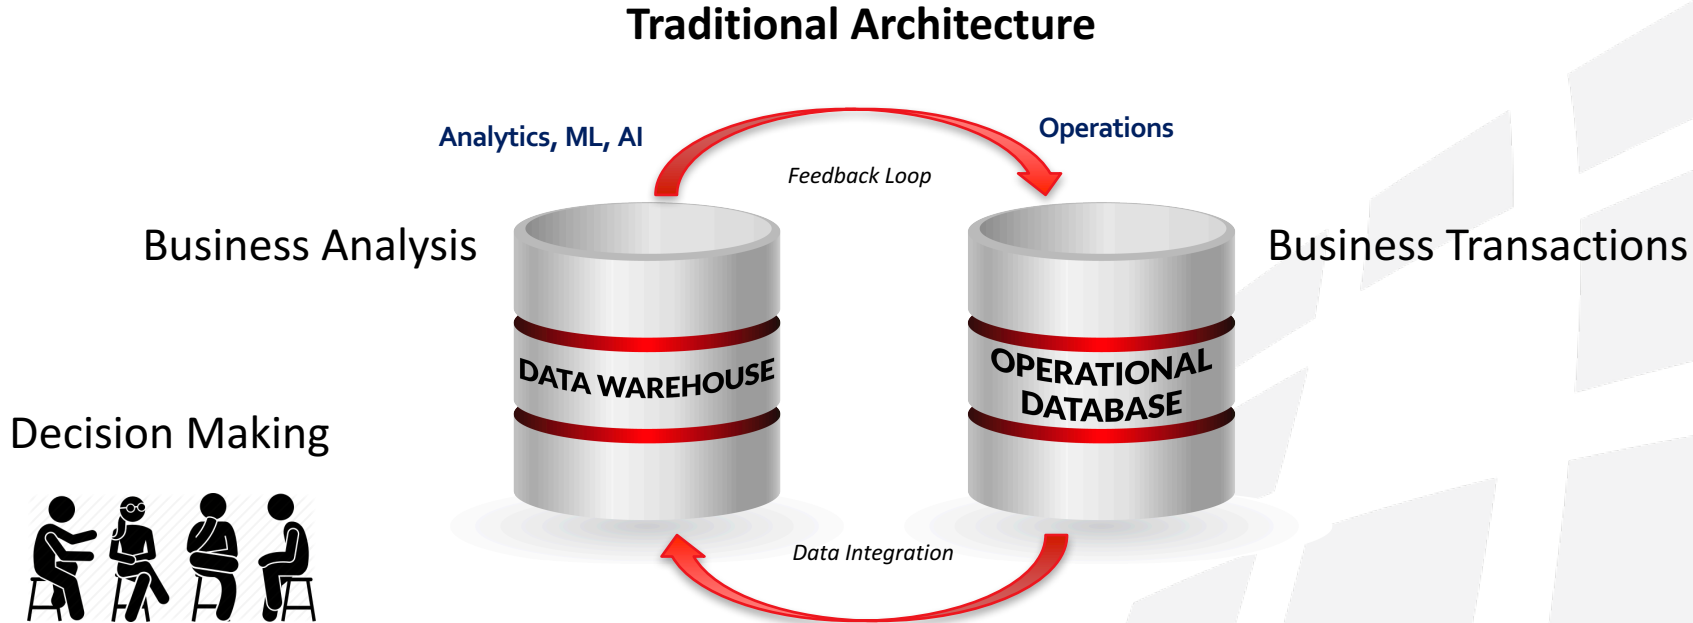 Traditional Architecture
Analytics, ML, AI
Operations
Feedback Loop
Business Analysis
Business Transactions
DATA WAREHOUSE
OPERATIONAL
DATABASE
Decision Making
Data Integration